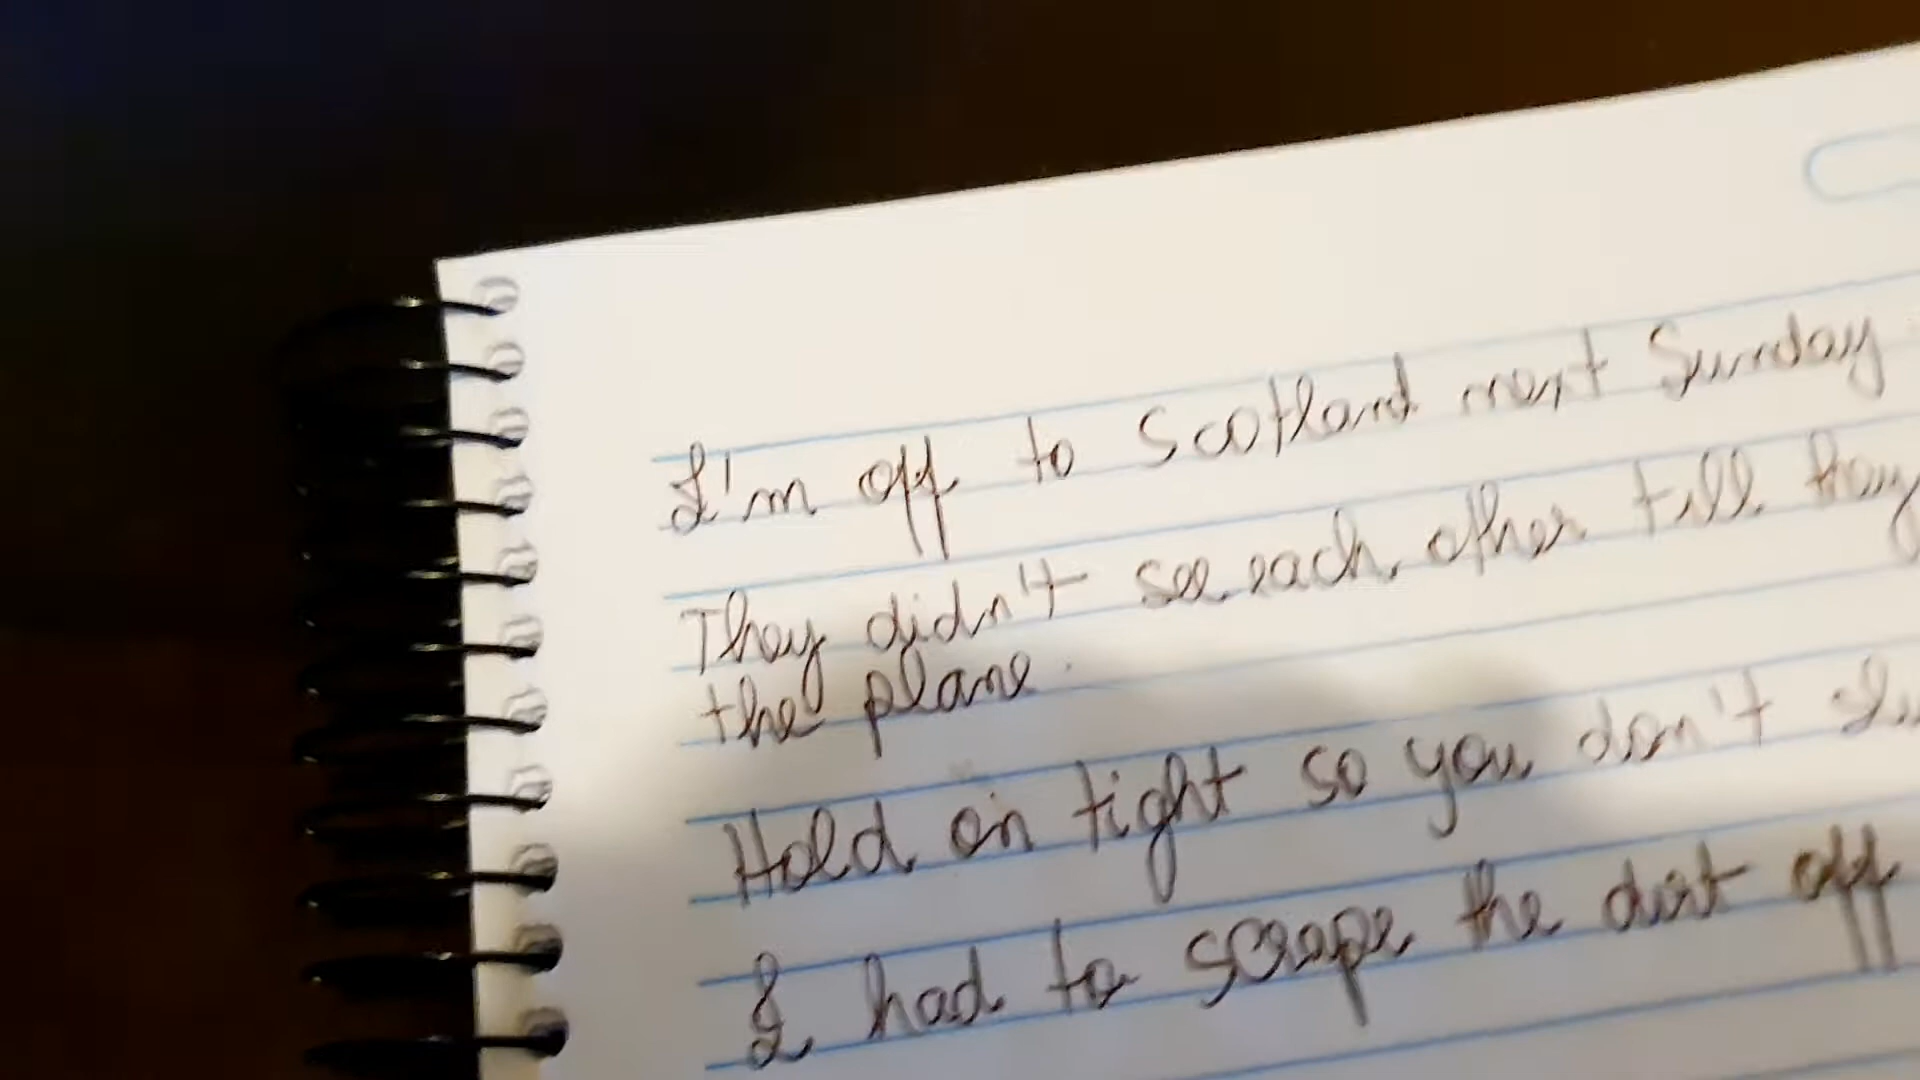 I'm off to Scotland next Sunday
They didn't see each other till they
the plane.
Hold on tight so you don't
I had to scrape the dirt off